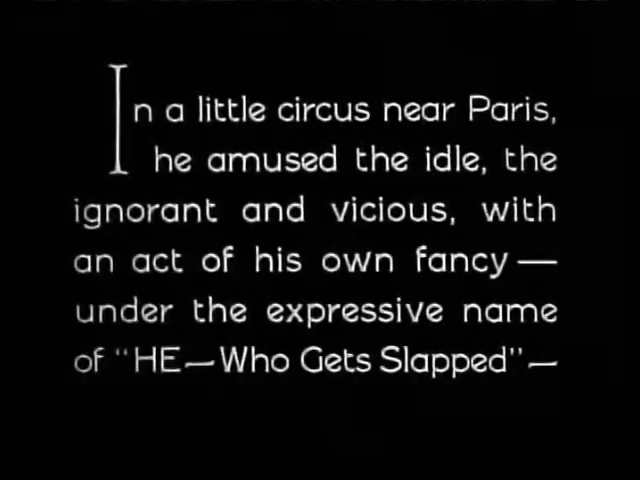 In a little circus near Paris,
he amused the idle, the
ignorant and vicious, with
an act of his own fancy—
under the expressive name
of "HE—Who Gets Slapped"—